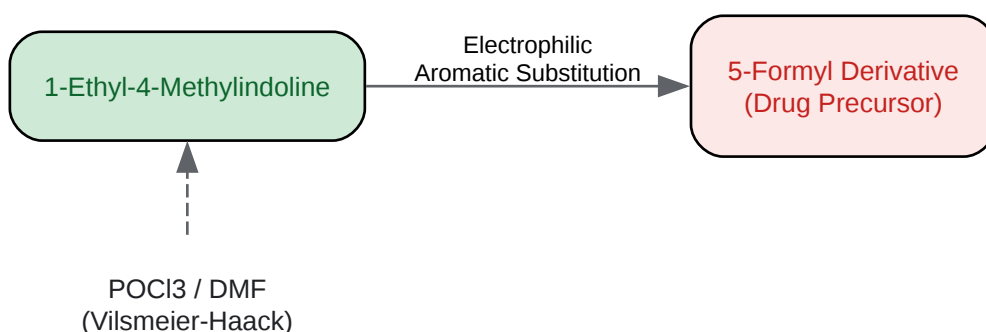 1-Ethyl-4-Methylindoline
Electrophilic
Aromatic Substitution
5-Formyl Derivative
(Drug Precursor)
POCl3 / DMF
(Vilsmeier-Haack)